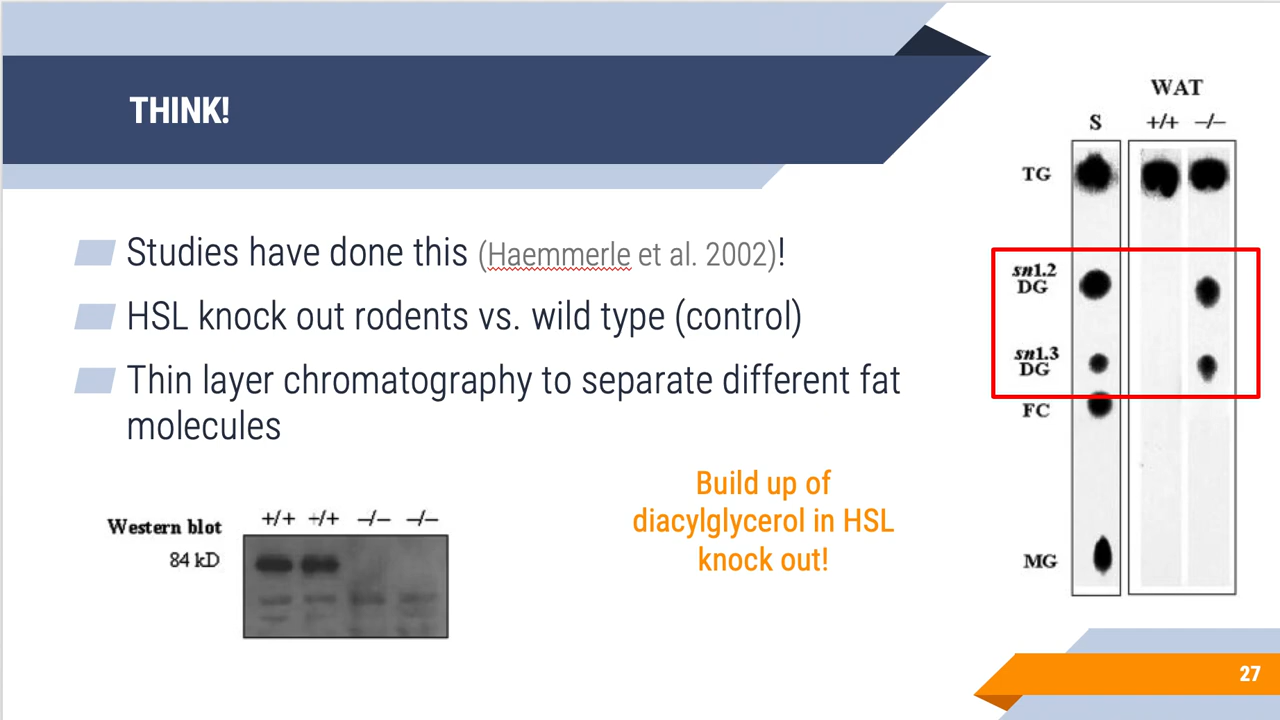 THINK!
Studies have done this (Haemmerle et al. 2002)!
HSL knock out rodents vs. wild type (control)
Thin layer chromatography to separate different fat
molecules
Western blot
+/+ +/+ –/– –/–
84 kD
Build up of
diacylglycerol in HSL
knock out!
WAT
S +/+ –/–
TG
sn1.2
DG
sn1.3
DG
FC
MG
27